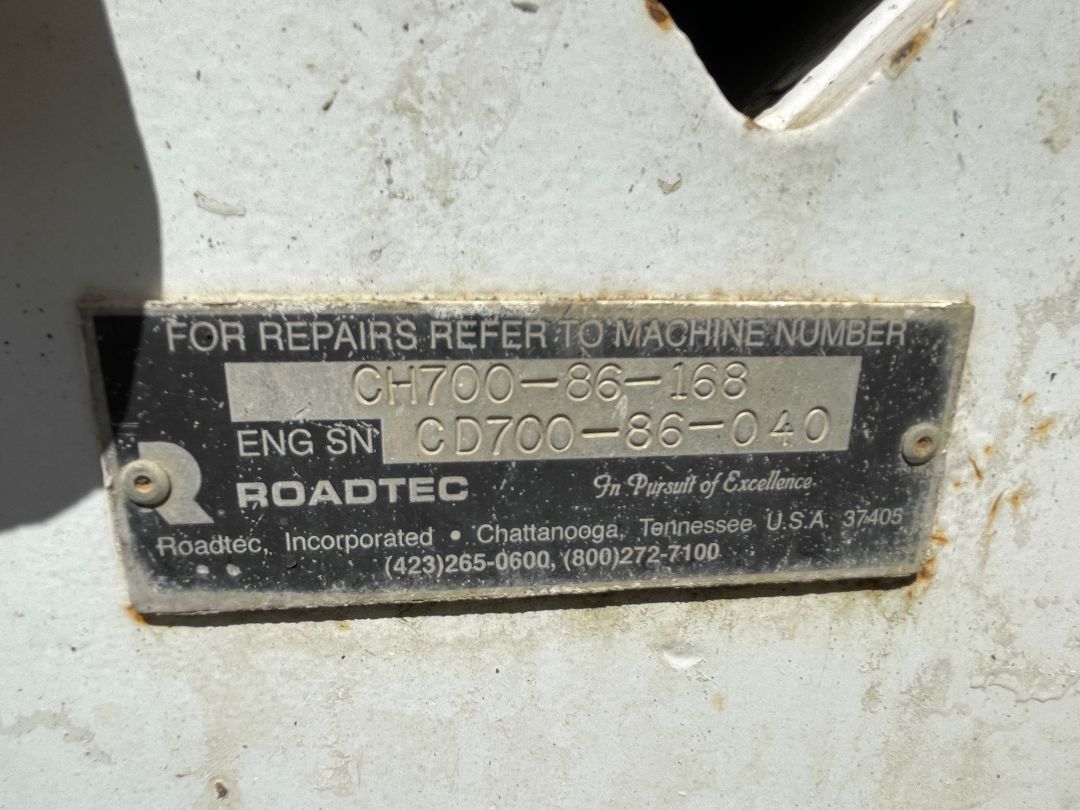 FOR REPAIRS REFER TO MACHINE NUMBER
CH700-86-168
ENG SN CD700-86-040
R ROADTEC In Pursuit of Excellence
Roadtec, Incorporated • Chattanooga, Tennessee U.S.A. 37405
(423)265-0600, (800)272-7100